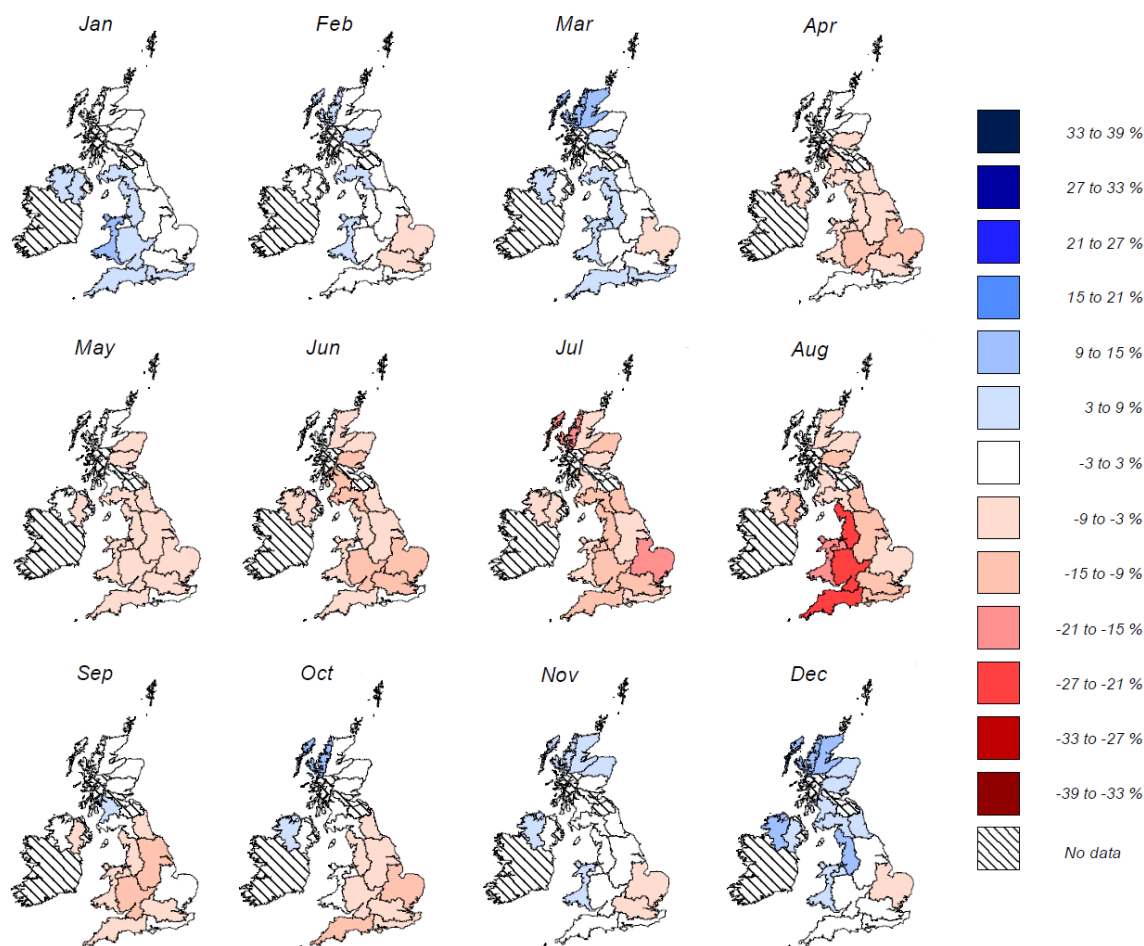 Jan
Feb
Mar
Apr
May
Jun
Jul
Aug
Sep
Oct
Nov
Dec
33 to 39 %
27 to 33 %
21 to 27 %
15 to 21 %
9 to 15 %
3 to 9 %
-3 to 3 %
-9 to -3 %
-15 to -9 %
-21 to -15 %
-27 to -21 %
-33 to -27 %
-39 to -33 %
No data